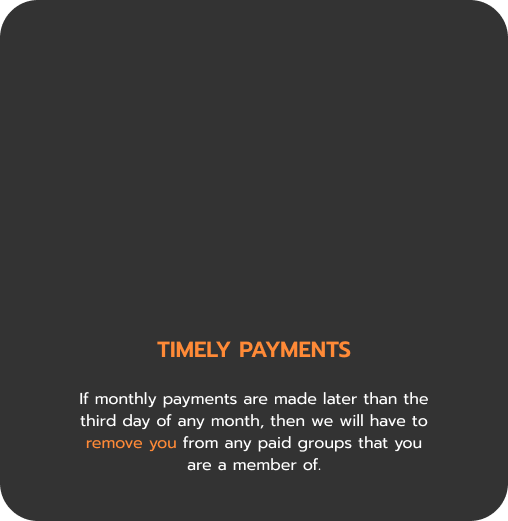 TIMELY PAYMENTS
If monthly payments are made later than the
third day of any month, then we will have to
remove you from any paid groups that you
are a member of.